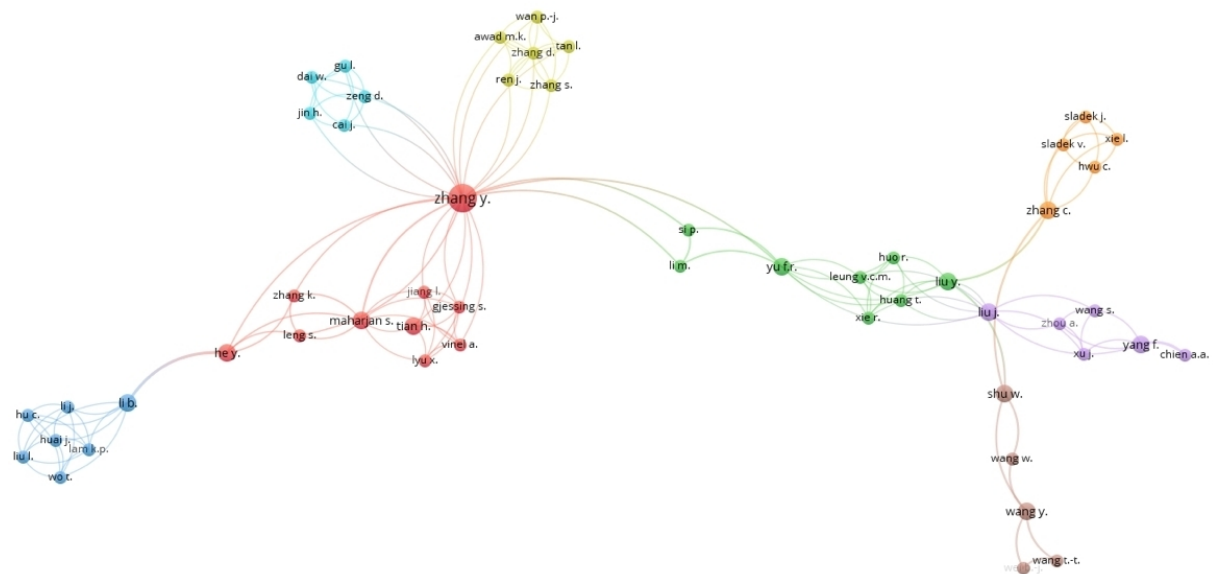 wan p.-j.
awad m.k.
tan l.
zhang d.
ren j.
zhang s.
gu l.
dai w.
zeng d.
jin h.
cai j.
zhang y.
sladek j.
sladek v.
xie l.
hwu c.
zhang c.
si p.
li m.
yu f.r.
huo r.
leung v.c.m.
liu y.
huang t.
xie r.
liu j.
wang s.
zhou a.
xu j.
yang f.
chien a.a.
zhang k.
jiang l.
gjessing s.
maharjan s.
tian h.
leng s.
vinel a.
lyu x.
he y.
li b.
li j.
hu c.
huai j.
lam k.p.
liu l.
wo t.
shu w.
wang w.
wang y.
wang t.-t.